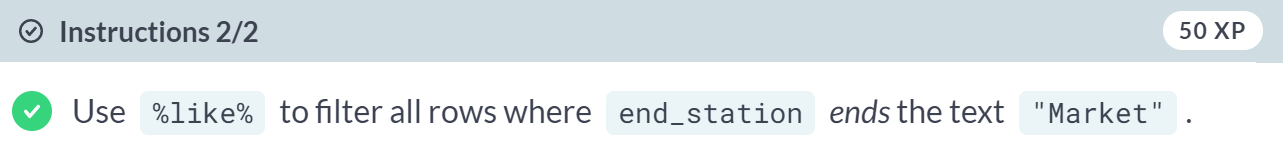 Instructions 2/2 50 XP
Use %like% to filter all rows where end_station ends the text "Market" .